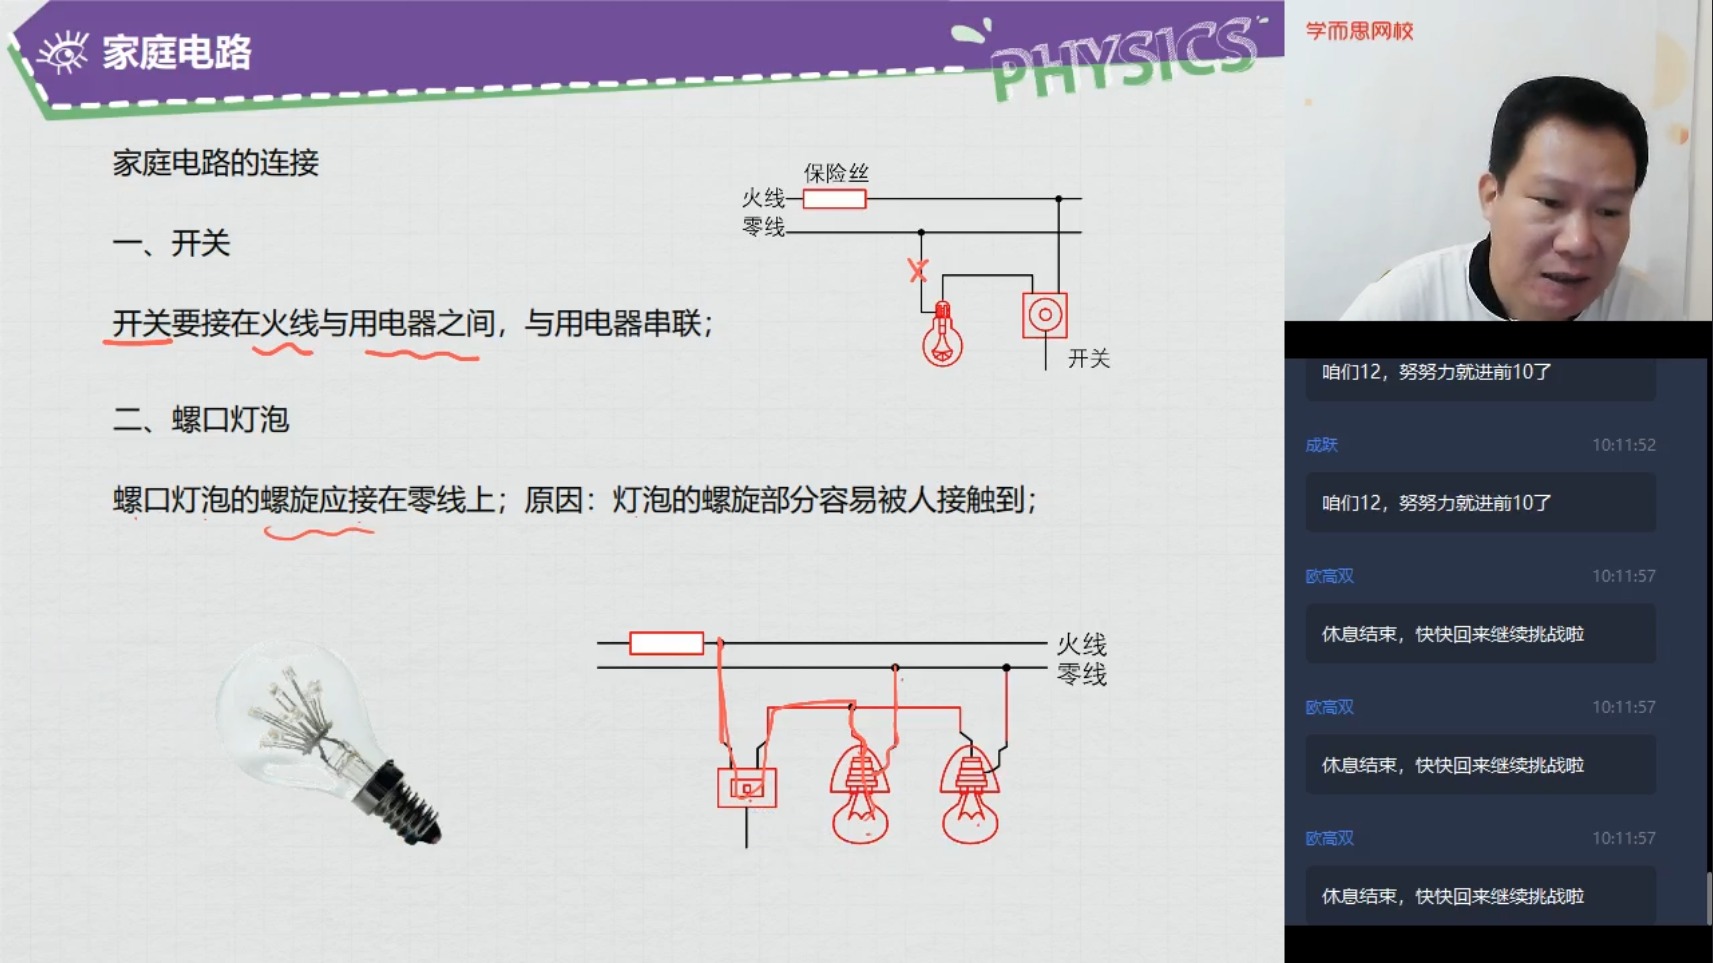 家庭电路
PHYSICS
学而思网校
家庭电路的连接
保险丝
火线
零线
一、开关
开关要接在火线与用电器之间，与用电器串联；
开关
二、螺口灯泡
螺口灯泡的螺旋应接在零线上；原因：灯泡的螺旋部分容易被人接触到；
火线
零线
咱们12，努努力就进前10了
成跃 10:11:52
咱们12，努努力就进前10了
欧高双 10:11:57
休息结束，快快回来继续挑战啦
欧高双 10:11:57
休息结束，快快回来继续挑战啦
欧高双 10:11:57
休息结束，快快回来继续挑战啦